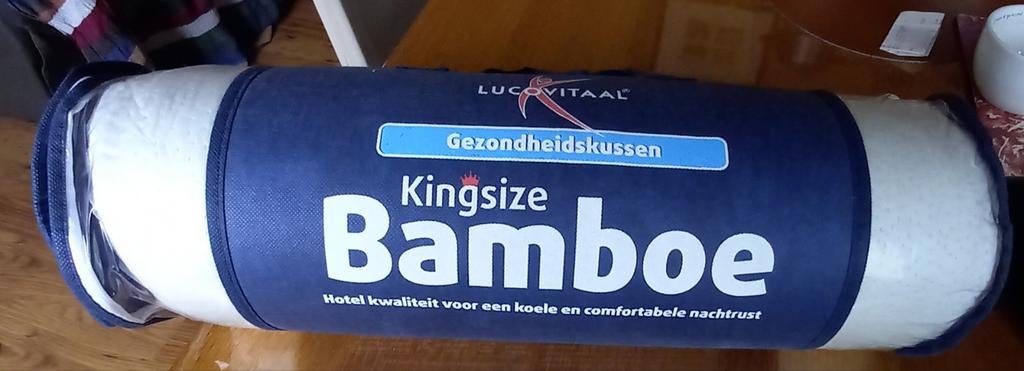 LUCOVITAAL®
Gezondheidskussen
Kingsize
Bamboe
Hotel kwaliteit voor een koele en comfortabele nachtrust